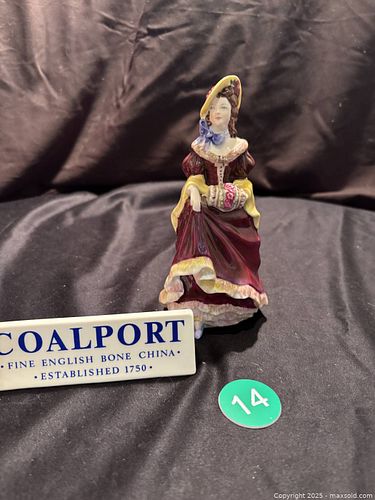 COALPORT
• FINE ENGLISH BONE CHINA •
• ESTABLISHED 1750 •
14
Copyright 2025 - maxsold.com